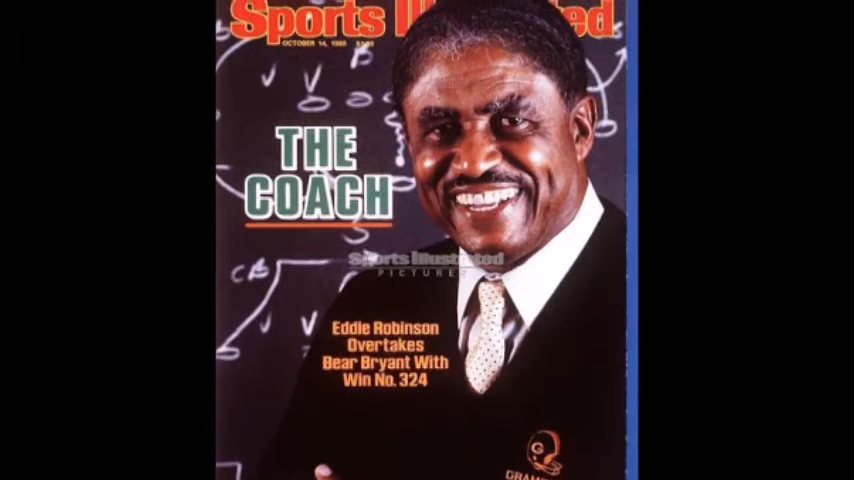 Sports Illustrated
OCTOBER 14, 1985
THE
COACH
CB
Sports Illustrated
PICTURES
Eddie Robinson
Overtakes
Bear Bryant With
Win No. 324
G